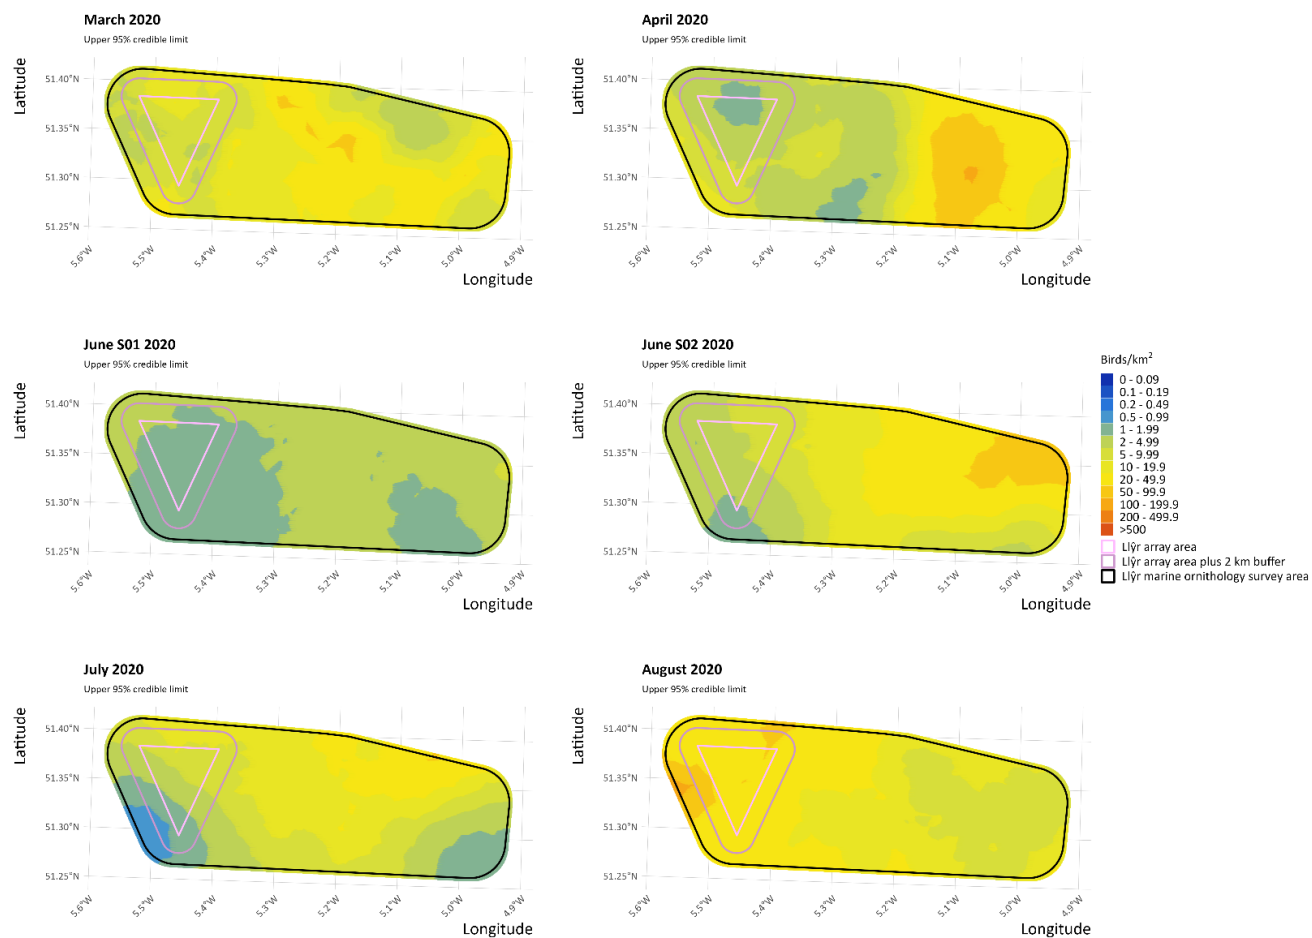 March 2020
Upper 95% credible limit
Latitude
51.40°N
51.35°N
51.30°N
51.25°N
5.6°W
5.5°W
5.4°W
5.3°W
5.2°W
5.1°W
5.0°W
4.9°W
Longitude
April 2020
Upper 95% credible limit
Latitude
51.40°N
51.35°N
51.30°N
51.25°N
5.6°W
5.5°W
5.4°W
5.3°W
5.2°W
5.1°W
5.0°W
4.9°W
Longitude
June S01 2020
Upper 95% credible limit
Latitude
51.40°N
51.35°N
51.30°N
51.25°N
5.6°W
5.5°W
5.4°W
5.3°W
5.2°W
5.1°W
5.0°W
4.9°W
Longitude
June S02 2020
Upper 95% credible limit
Latitude
51.40°N
51.35°N
51.30°N
51.25°N
5.6°W
5.5°W
5.4°W
5.3°W
5.2°W
5.1°W
5.0°W
4.9°W
Longitude
Birds/km²
0 - 0.09
0.1 - 0.19
0.2 - 0.49
0.5 - 0.99
1 - 1.99
2 - 4.99
5 - 9.99
10 - 19.9
20 - 49.9
50 - 99.9
100 - 199.9
200 - 499.9
>500
Llŷr array area
Llŷr array area plus 2 km buffer
Llŷr marine ornithology survey area
July 2020
Upper 95% credible limit
Latitude
51.40°N
51.35°N
51.30°N
51.25°N
5.6°W
5.5°W
5.4°W
5.3°W
5.2°W
5.1°W
5.0°W
4.9°W
Longitude
August 2020
Upper 95% credible limit
Latitude
51.40°N
51.35°N
51.30°N
51.25°N
5.6°W
5.5°W
5.4°W
5.3°W
5.2°W
5.1°W
5.0°W
4.9°W
Longitude